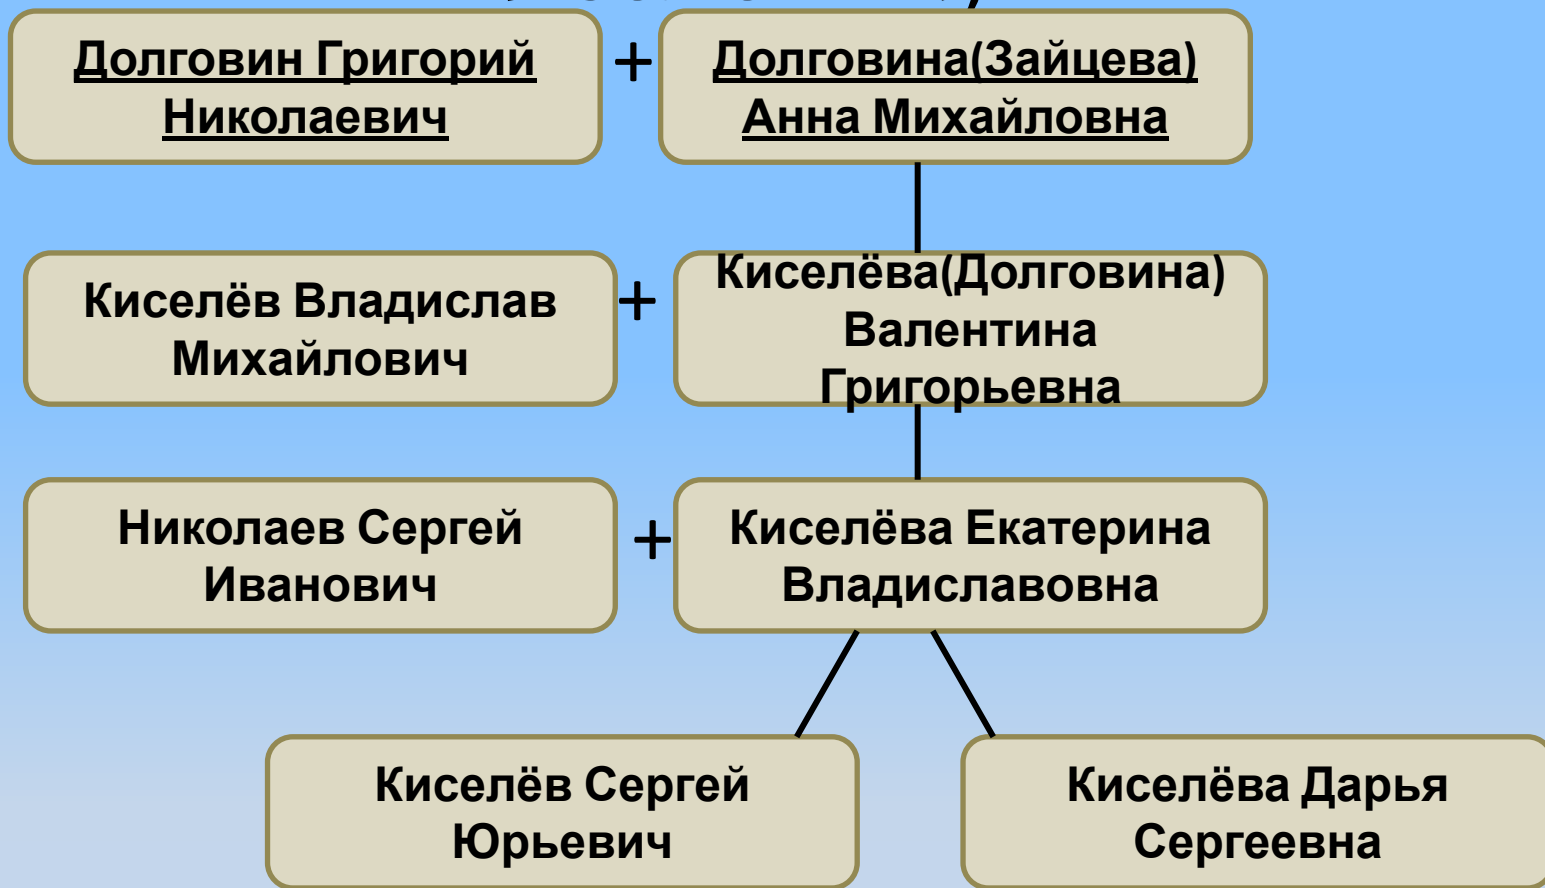 Долговин Григорий
Николаевич
+
Долговина(Зайцева)
Анна Михайловна
Киселёв Владислав
Михайлович
+
Киселёва(Долговина)
Валентина
Григорьевна
Николаев Сергей
Иванович
+
Киселёва Екатерина
Владиславовна
Киселёв Сергей
Юрьевич
Киселёва Дарья
Сергеевна